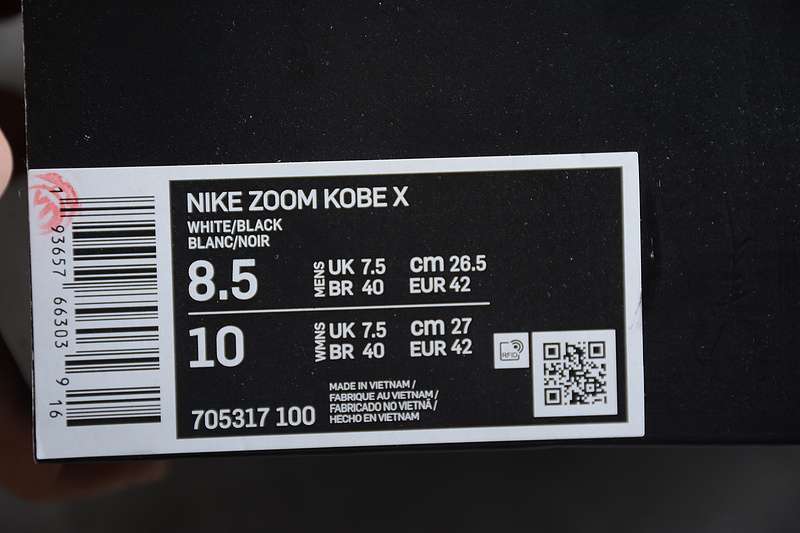 NIKE ZOOM KOBE X
WHITE/BLACK
BLANC/NOIR
8.5 MENS UK 7.5 cm 26.5
BR 40 EUR 42
10 WMNS UK 7.5 cm 27
BR 40 EUR 42
RFID
705317 100
MADE IN VIETNAM /
FABRIQUE AU VIETNAM /
FABRICADO NO VIETNÃ /
HECHO EN VIETNAM
1 93657 66303 9 16